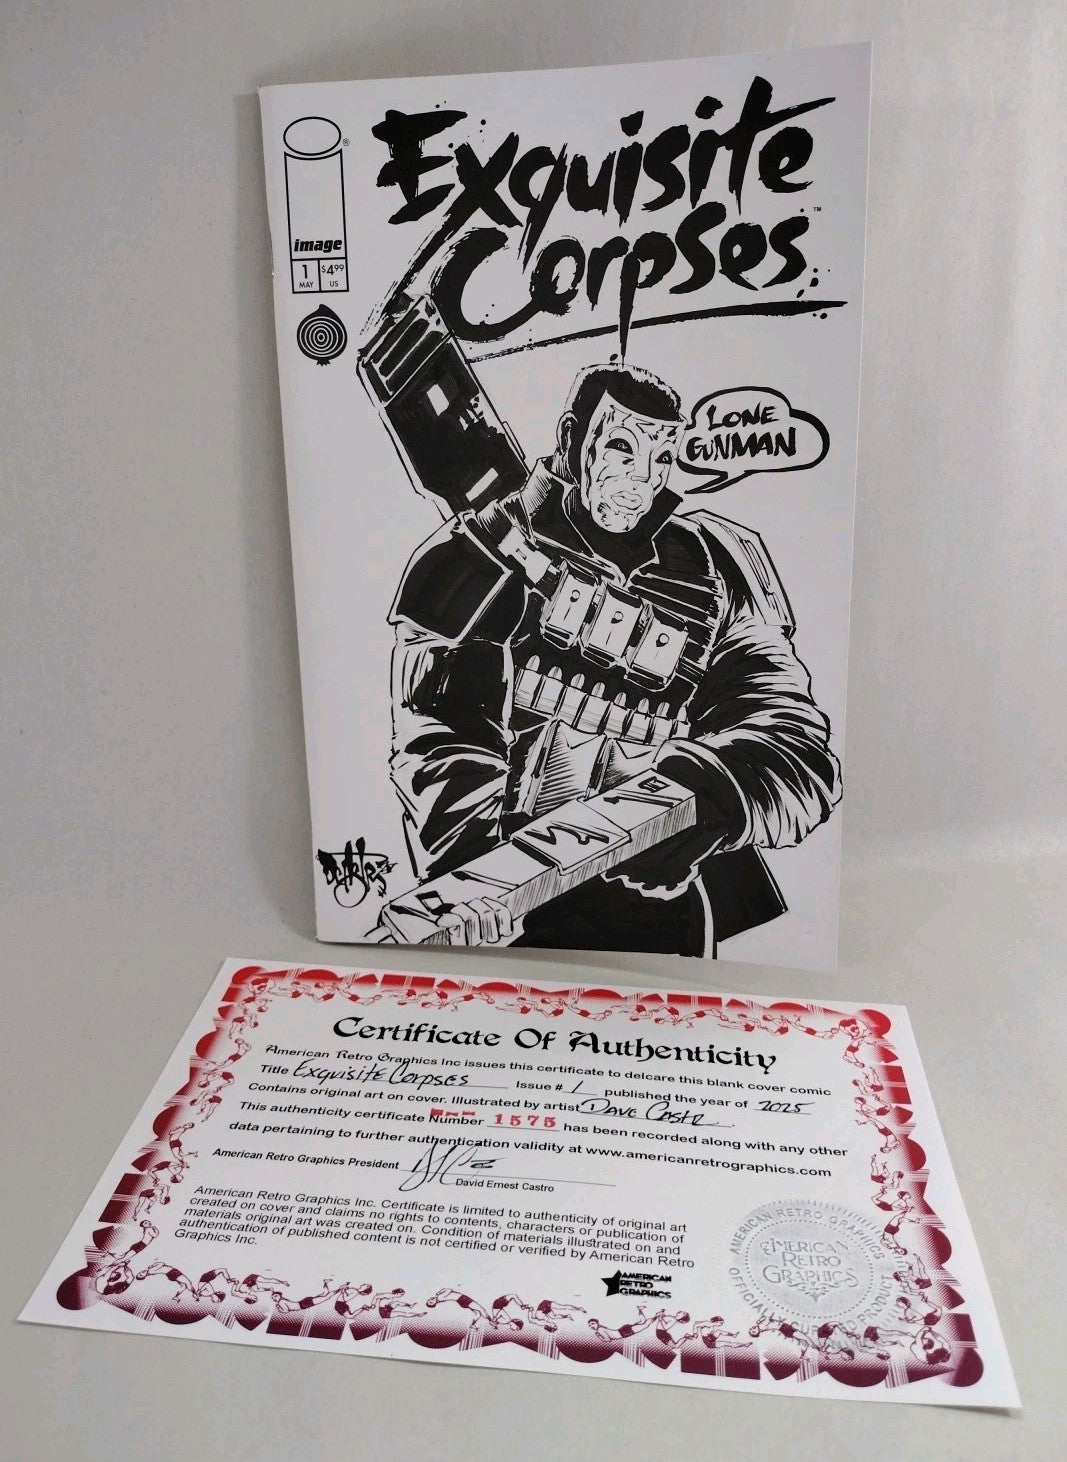 Exquisite
Corpses™
image®
1
MAY
$4.99
US
LONE
GUNMAN
Certificate Of Authenticity
American Retro Graphics Inc issues this certificate to delcare this blank cover comic
Title Exquisite Corpses Issue # 1 published the year of 2025
Contains original art on cover. Illustrated by artist Dave Castr
This authenticity certificate Number 1575 has been recorded along with any other
data pertaining to further authentication validity at www.americanretrographics.com
American Retro Graphics President
David Ernest Castro
American Retro Graphics Inc. Certificate is limited to authenticity of original art
created on cover and claims no rights to contents, characters or publication of
materials original art was created on. Condition of materials illustrated on and
authentication of published content is not certified or verified by American Retro
Graphics Inc.
AMERICAN
RETRO
GRAPHICS
AMERICAN RETRO GRAPHICS
AMERICAN
RETRO
GRAPHICS
OFFICIALLY PRODUCT